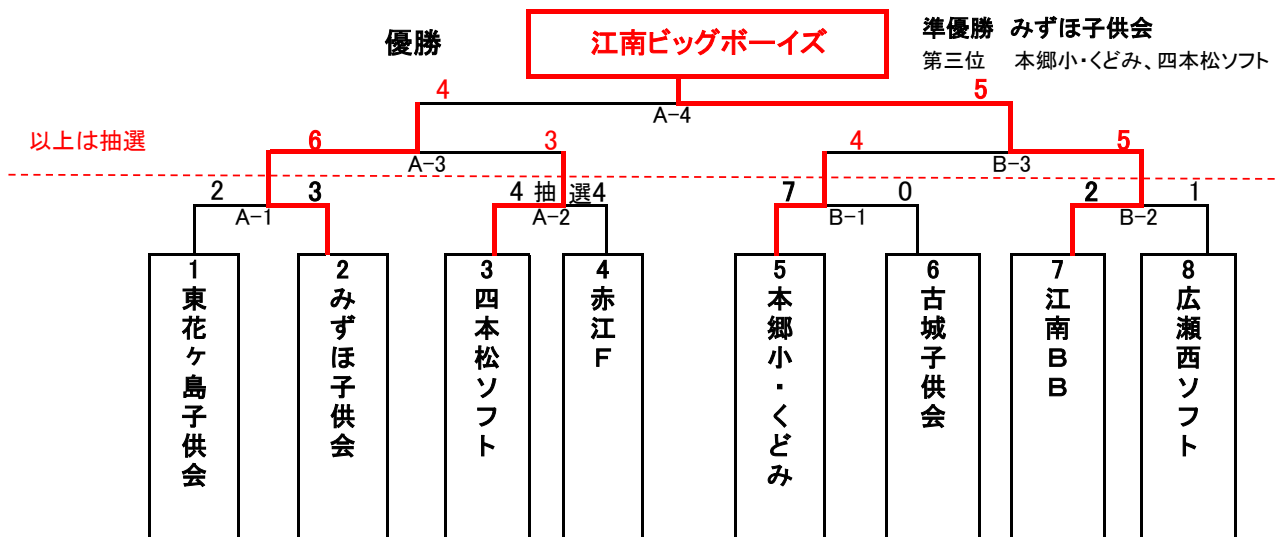 優勝
江南ビッグボーイズ
準優勝 みずほ子供会
第三位 本郷小・くどみ、四本松ソフト
4
5
A-4
以上は抽選
6
3
4
5
A-3
B-3
2
3
4 抽選4
7
0
2
1
A-1
A-2
B-1
B-2
1
東花ヶ島子供会
2
みずほ子供会
3
四本松ソフト
4
赤江F
5
本郷小・くどみ
6
古城子供会
7
江南BB
8
広瀬西ソフト